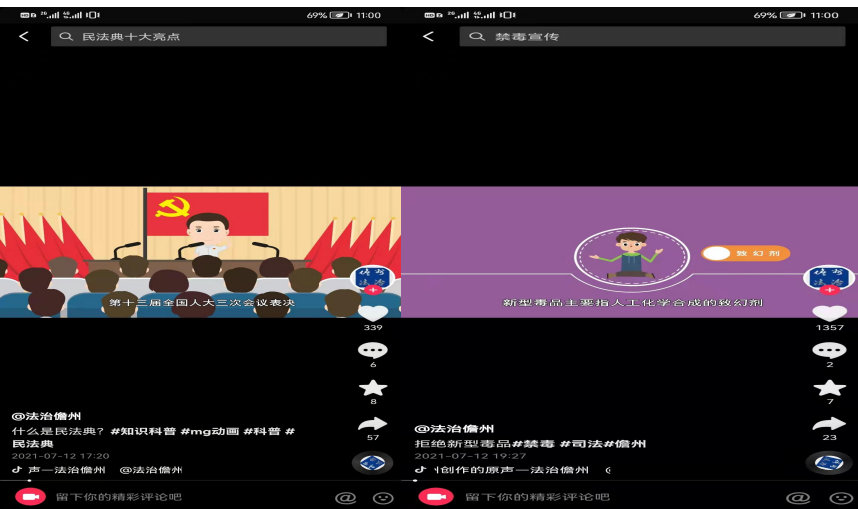 69% 11:00
民法典十大亮点
第十三届全国人大三次会议表决
339
6
8
57
@法治儋州
什么是民法典? #知识科普 #mg动画 #科普 #
民法典
2021-07-12 17:20
声—法治儋州 @法治儋州
留下你的精彩评论吧
69% 11:00
禁毒宣传
致幻剂
新型毒品主要指人工化学合成的致幻剂
1357
2
7
23
@法治儋州
拒绝新型毒品#禁毒 #司法#儋州
2021-07-12 19:27
创作的原声—法治儋州
留下你的精彩评论吧